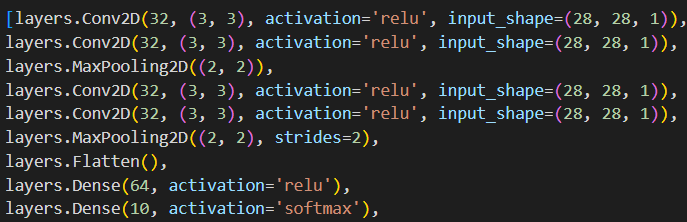 [layers.Conv2D(32, (3, 3), activation='relu', input_shape=(28, 28, 1)),
layers.Conv2D(32, (3, 3), activation='relu', input_shape=(28, 28, 1)),
layers.MaxPooling2D((2, 2)),
layers.Conv2D(32, (3, 3), activation='relu', input_shape=(28, 28, 1)),
layers.Conv2D(32, (3, 3), activation='relu', input_shape=(28, 28, 1)),
layers.MaxPooling2D((2, 2), strides=2),
layers.Flatten(),
layers.Dense(64, activation='relu'),
layers.Dense(10, activation='softmax'),